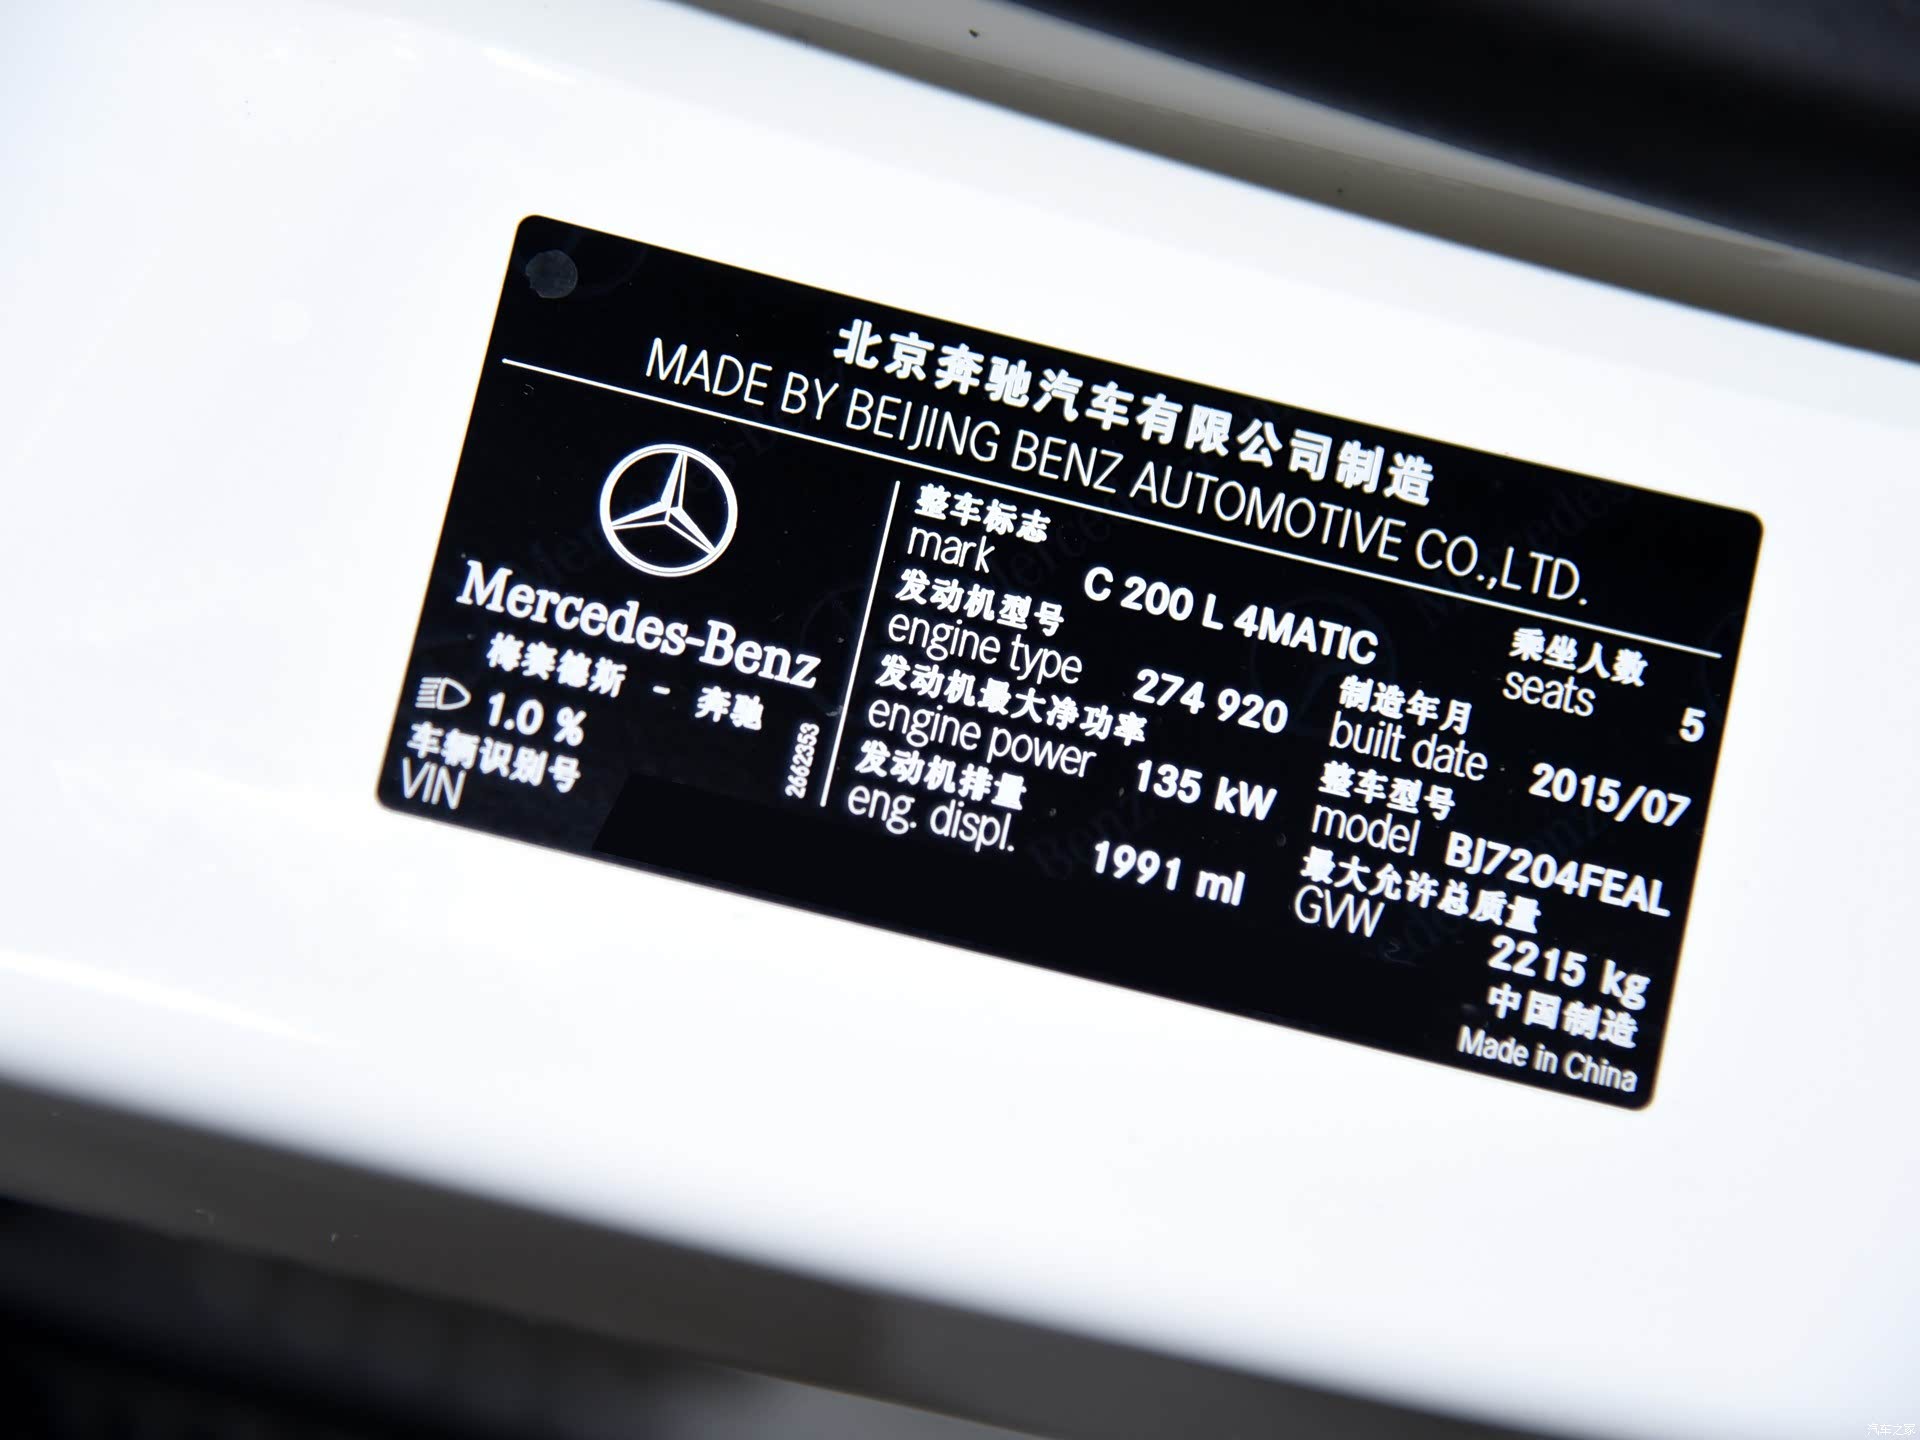 北京奔驰汽车有限公司制造
MADE BY BEIJING BENZ AUTOMOTIVE CO.,LTD.
Mercedes-Benz
梅赛德斯 - 奔驰
1.0 %
车辆识别号
VIN
2662353
整车标志
mark
C 200 L 4MATIC
发动机型号
engine type
274 920
发动机最大净功率
engine power
135 kW
发动机排量
eng. displ.
1991 ml
乘坐人数
seats
5
制造年月
built date
2015/07
整车型号
model BJ7204FEAL
最大允许总质量
GVW
2215 kg
中国制造
Made in China
汽车之家